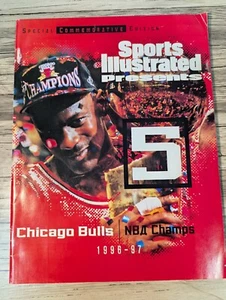 Special Commemorative Edition
Sports
Illustrated
Presents
CHAMPIONS
5
Chicago Bulls NBA Champs
1996-97